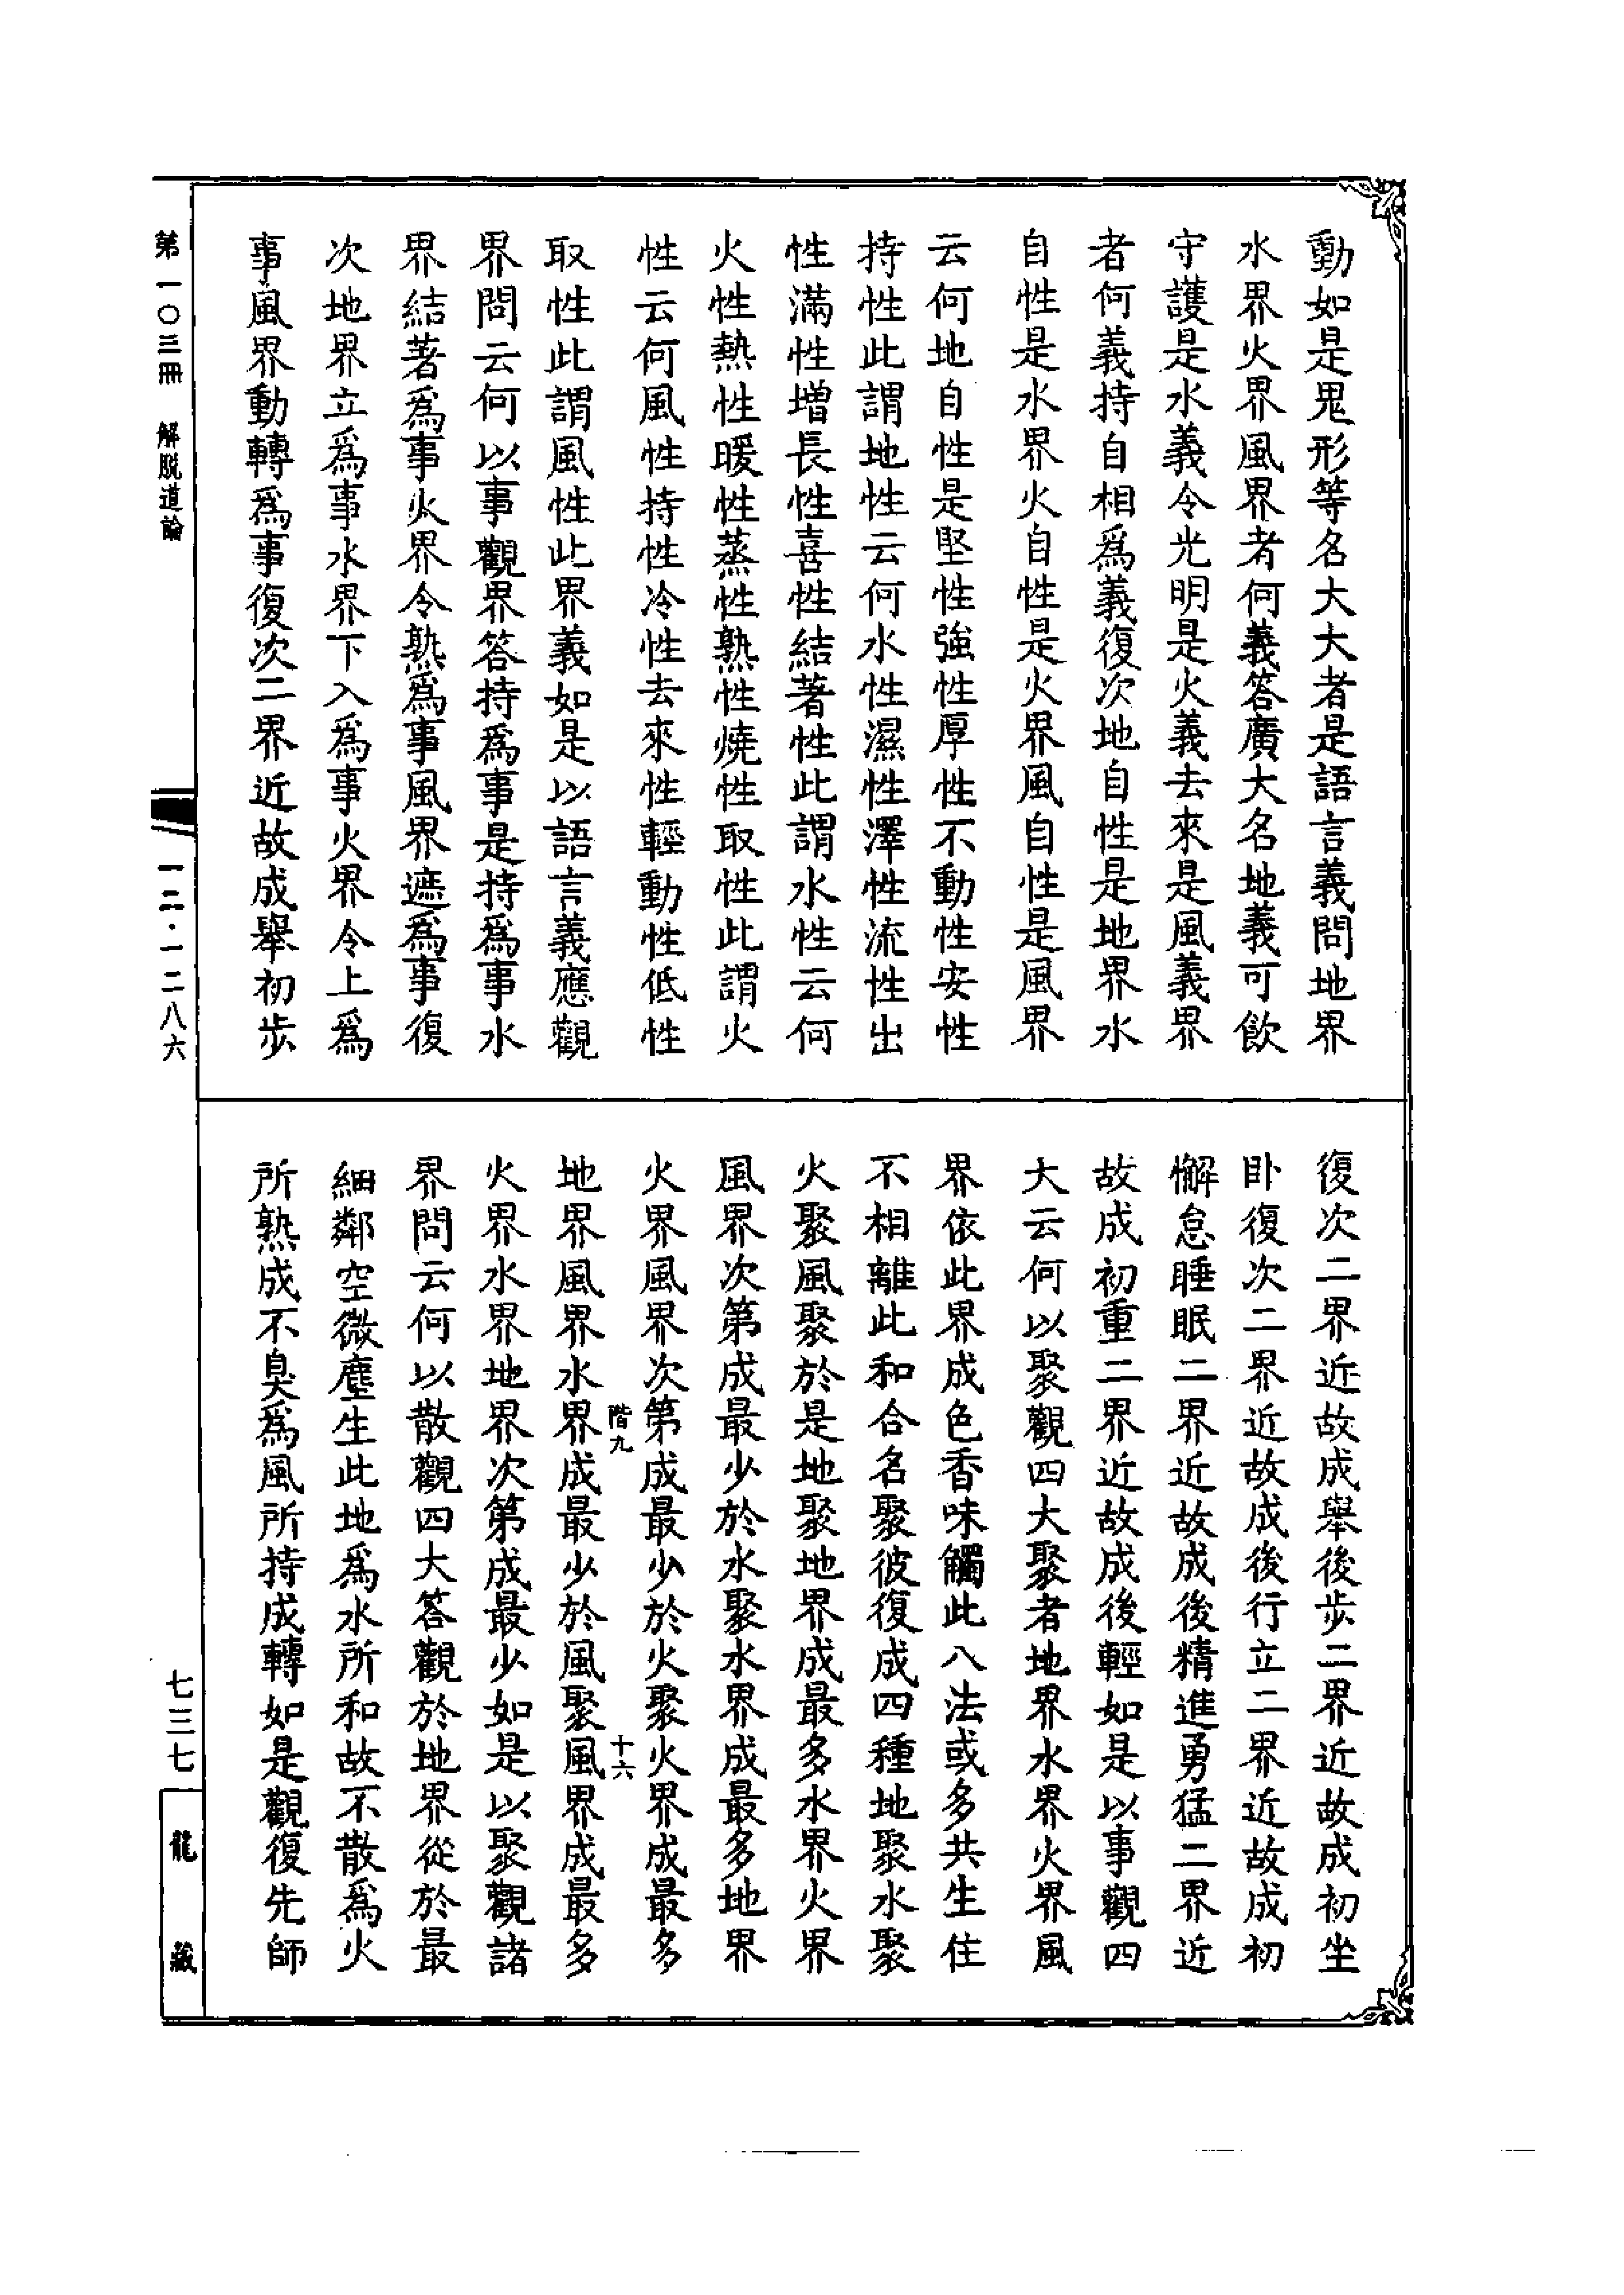 動如是鬼形等名大大者是語言義問地界
水界火界風界者何義答廣大名地義可飲
守護是水義令光明是火義去來是風義界
者何義持自相爲義復次地自性是地界水
自性是水界火自性是火界風自性是風界
云何地自性是堅性強性厚性不動性安性
持性此謂地性云何水性濕性澤性流性出
性滿性增長性喜性結著性此謂水性云何
火性熱性暖性蒸性熟性燒性取性此謂火
性云何風性持性冷性去來性輕動性低性
取性此謂風性此界義如是以語言義應觀
界問云何以事觀界答持爲事是持爲事水
界結著爲事火界令熟爲事風界遮爲事復
次地界立爲事水界下入爲事火界令上爲
事風界動轉爲事復次二界近故成舉初步
復次二界近故成舉後步二界近故成初坐
卧復次二界近故成後行立二界近故成初
懈怠睡眠二界近故成後精進勇猛二界近
故成初重二界近故成後輕如是以事觀四
大云何以聚觀四大聚者地界水界火界風
界依此界成色香味觸此八法或多共生住
不相離此和合名聚彼復成四種地聚水聚
火聚風聚於是地聚地界成最多水界火界
風界次第成最少於水聚水界成最多地界
火界風界次第成最少於火聚火界成最多
階九 十六
地界風界水界成最少於風聚風界成最多
火界水界地界次第成最少如是以聚觀諸
界問云何以散觀四大答觀於地界從於最
細鄰空微塵生此地爲水所和故不散爲火
所熟成不臭爲風所持成轉如是觀復先師
第一〇三冊 解脫道論
一二·一二八六
七三七
龍藏